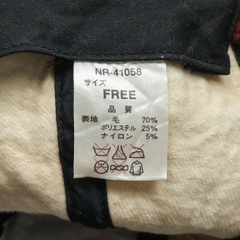 NR-41058
サイズ
FREE
品質
表地 毛 70%
ポリエステル 25%
ナイロン 5%